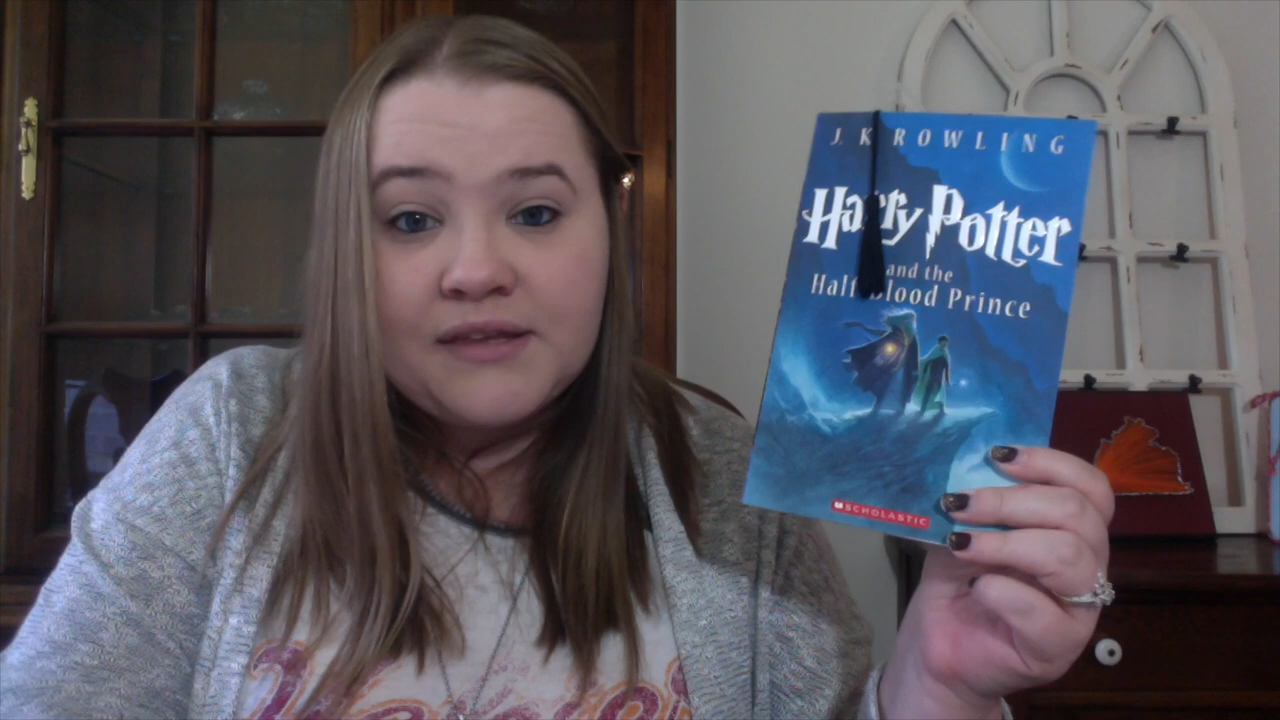 J. K. ROWLING
Harry Potter
and the
Half-Blood Prince
SCHOLASTIC